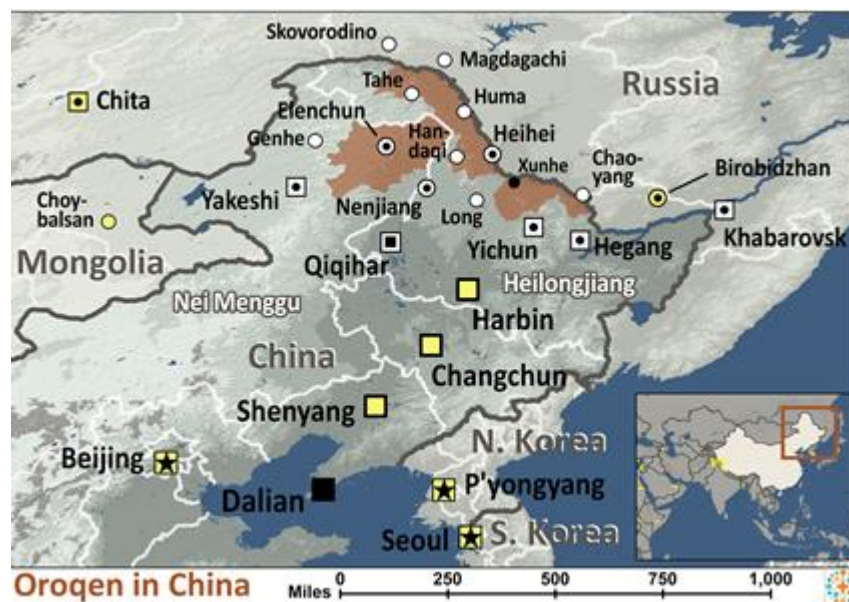 Skovorodino
Magdagachi
Russia
Tahe
Chita
Huma
Elenchun
Han-
daqi
Heihei
Genhe
Xunhe
Chao-
yang
Birobidzhan
Choy-
balsan
Yakeshi
Nenjiang
Long
Yichun
Hegang
Khabarovsk
Mongolia
Qiqihar
Nei Menggu
Heilongjiang
Harbin
China
Changchun
Shenyang
N. Korea
Beijing
Dalian
P'yongyang
Seoul
S. Korea
Oroqen in China
Miles
0
250
500
750
1,000